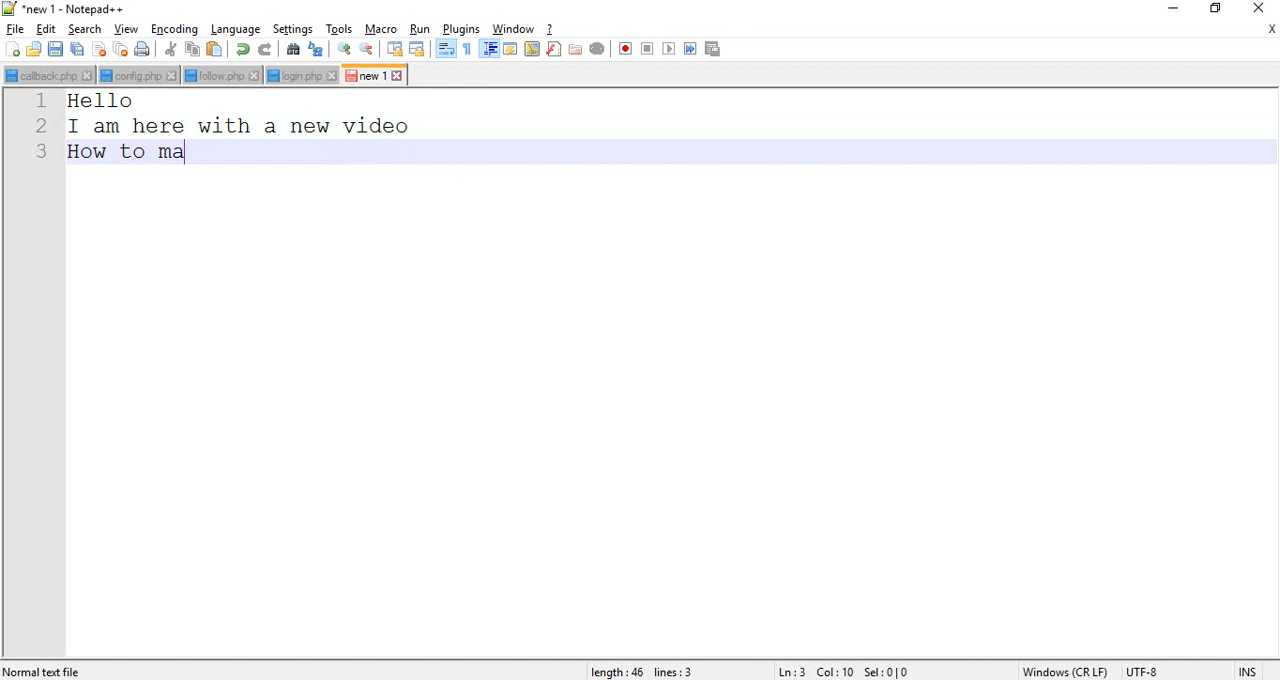 *new 1 - Notepad++
File Edit Search View Encoding Language Settings Tools Macro Run Plugins Window ? X
callback.php config.php follow.php login.php new 1
1 Hello
2 I am here with a new video
3 How to ma
Normal text file length : 46 lines : 3 Ln : 3 Col : 10 Sel : 0 | 0 Windows (CR LF) UTF-8 INS